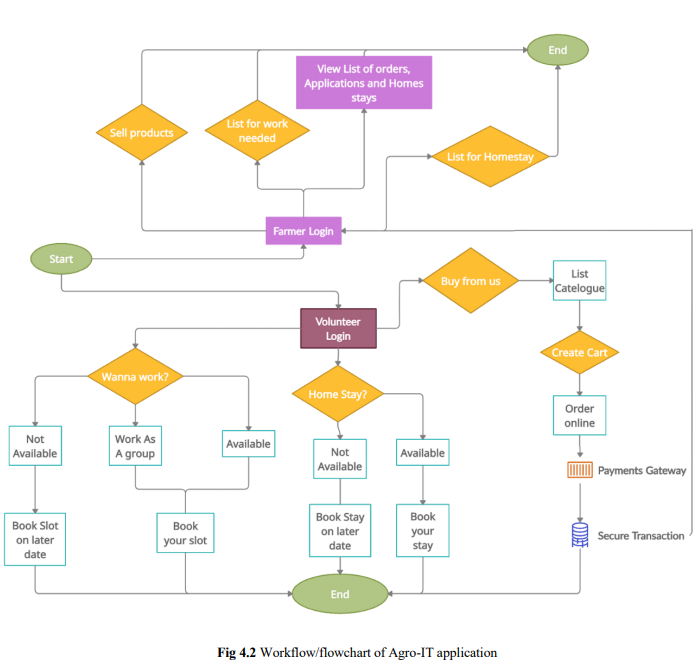 End
View List of orders,
Applications and Homes
stays
Sell products
List for work
needed
List for Homestay
Farmer Login
Start
Buy from us
List
Catelogue
Volunteer
Login
Create Cart
Wanna work?
Home Stay?
Order
online
Not
Available
Work As
A group
Available
Not
Available
Available
Payments Gateway
Book Slot
on later
date
Book
your slot
Book Stay
on later
date
Book
your
stay
Secure Transaction
End
Fig 4.2 Workflow/flowchart of Agro-IT application